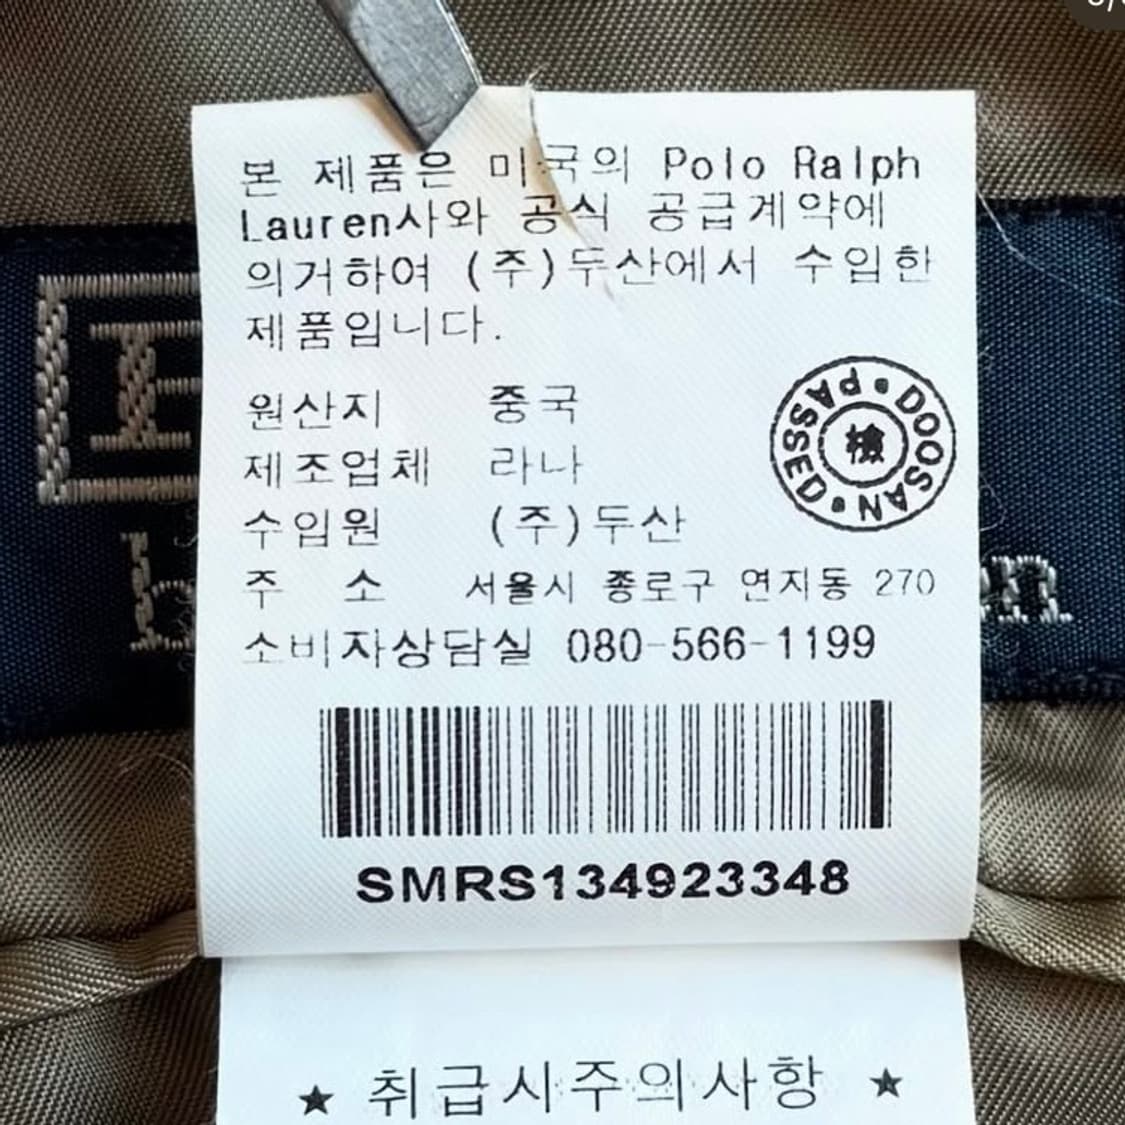 본 제품은 미국의 Polo Ralph
Lauren사와 공식 공급계약에
의거하여 (주)두산에서 수입한
제품입니다.
원산지 중국
제조업체 라나
수입원 (주)두산
주 소 서울시 종로구 연지동 270
소비자상담실 080-566-1199
PASSED • DOOSAN •
檢
SMRS134923348
★ 취급시주의사항 ★